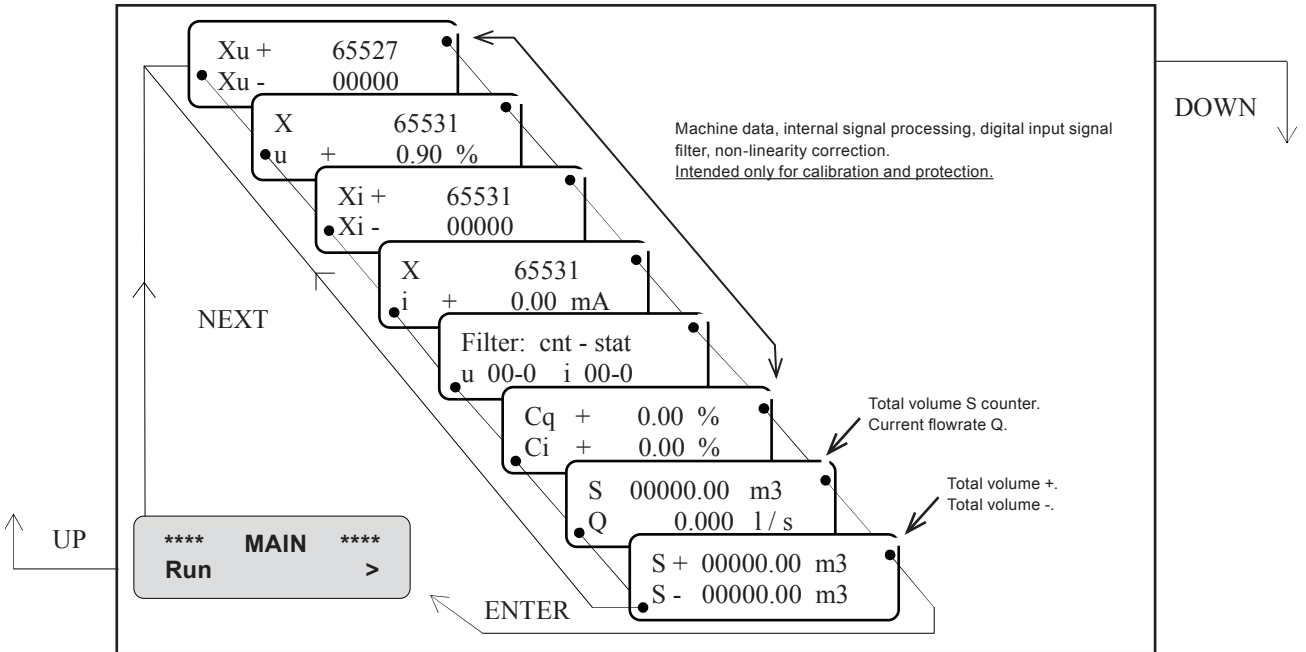 Xu + 65527
Xu - 00000
X 65531
u + 0.90 %
Xi + 65531
Xi - 00000
X 65531
i + 0.00 mA
Filter: cnt - stat
u 00-0 i 00-0
Cq + 0.00 %
Ci + 0.00 %
S 00000.00 m3
Q 0.000 l / s
S + 00000.00 m3
S - 00000.00 m3
Machine data, internal signal processing, digital input signal
filter, non-linearity correction.
Intended only for calibration and protection.
Total volume S counter.
Current flowrate Q.
Total volume +.
Total volume -.
DOWN
NEXT
UP
**** MAIN ****
Run >
ENTER